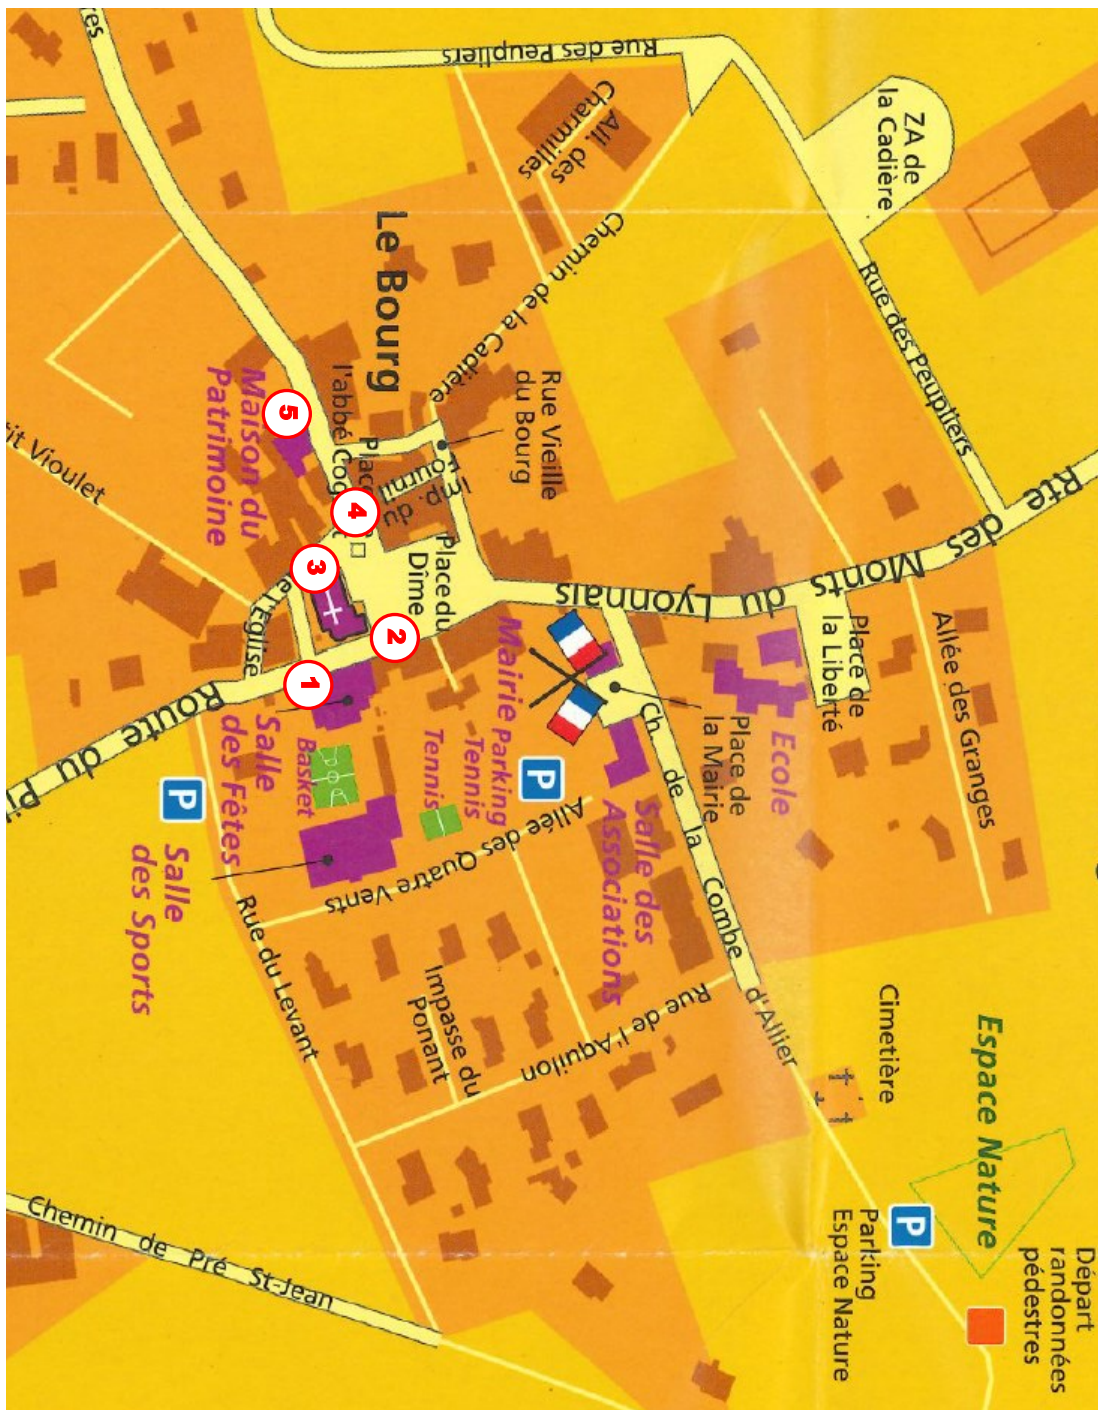 Départ
randonnées
pédestres
Espace Nature
Parking
Espace Nature
P
Cimetière
ZA de
la Cadière
Rue des Peupliers
Rue des Peupliers
Rte des Monts du Lyonnais
Allée des Granges
Place de
la Liberté
Ecole
Place de
la Mairie
Ch. de la Combe d'Allier
Salle des
Associations
All. des
Charmilles
Chemin de la Cadière
Rue Vieille
du Bourg
Mairie
Parking
P
Tennis
Tennis
Basket
Allée des Quatre Vents
Rue de l'Aquilon
Impasse du
Ponant
Imp. du
Fournil
Place du
Dîme
Le Bourg
Place
l'abbé
Maison du
Patrimoine
l'Eglise
Salle
des Fêtes
Salle
des Sports
P
Rue du Levant
Route du
Vioulet
Chemin de Pré St-Jean
5
4
3
2
1